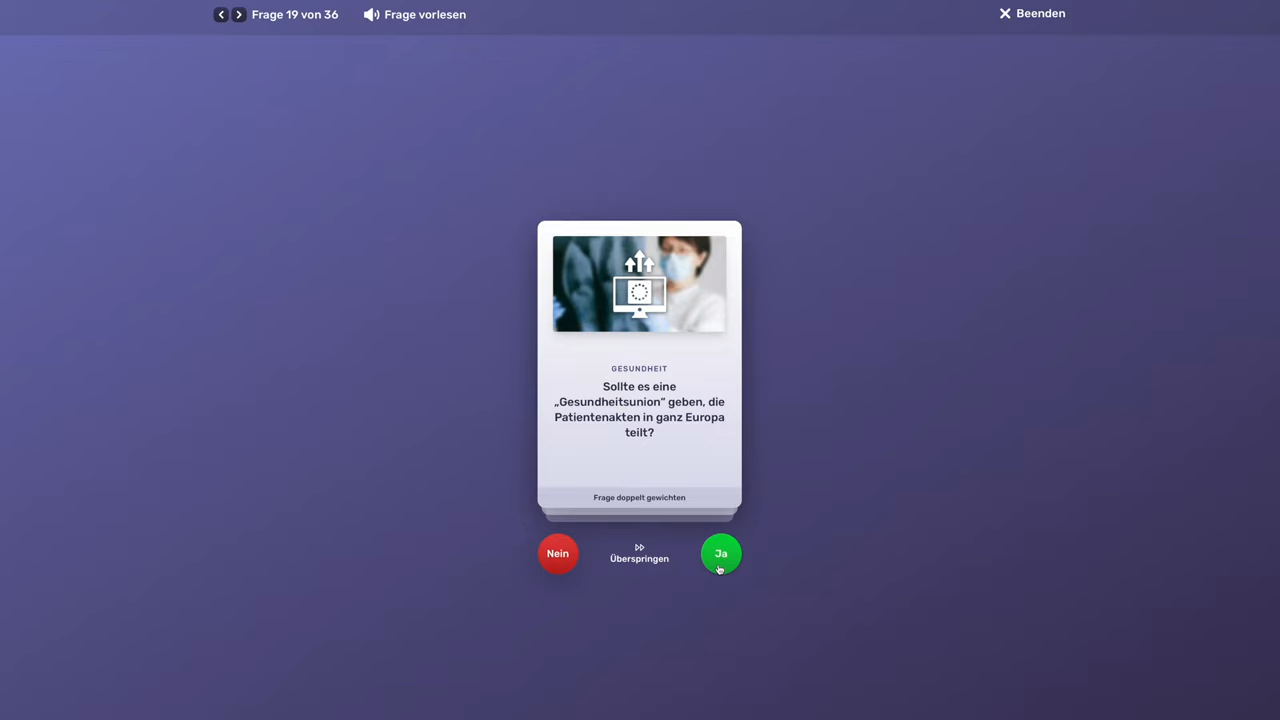 Frage 19 von 36
Frage vorlesen
Beenden
GESUNDHEIT
Sollte es eine
„Gesundheitsunion“ geben, die
Patientenakten in ganz Europa
teilt?
Frage doppelt gewichten
Nein
Überspringen
Ja